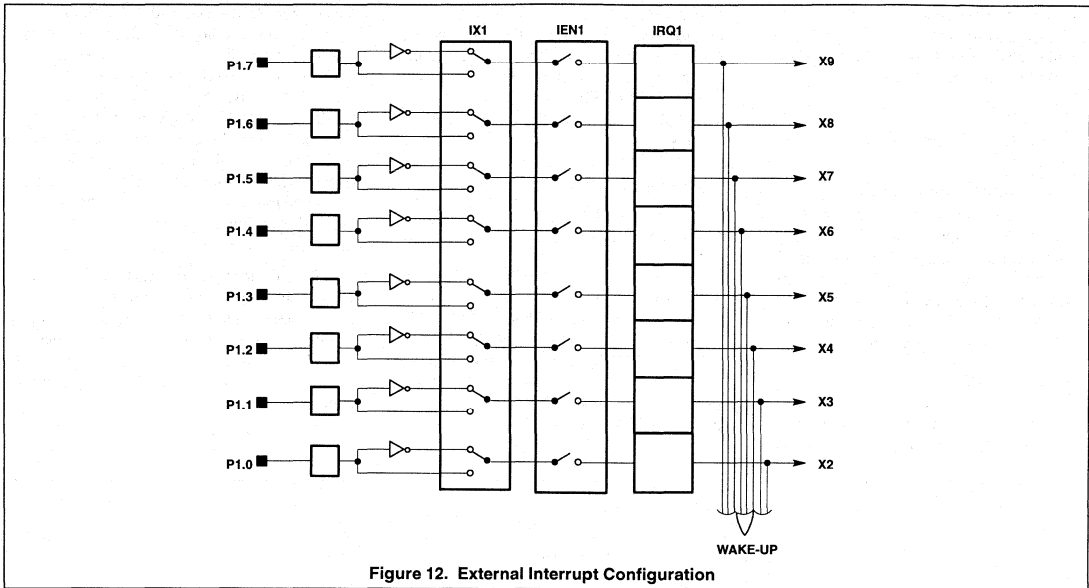 IX1 IEN1 IRQ1
P1.7 X9
P1.6 X8
P1.5 X7
P1.4 X6
P1.3 X5
P1.2 X4
P1.1 X3
P1.0 X2
WAKE-UP
Figure 12. External Interrupt Configuration